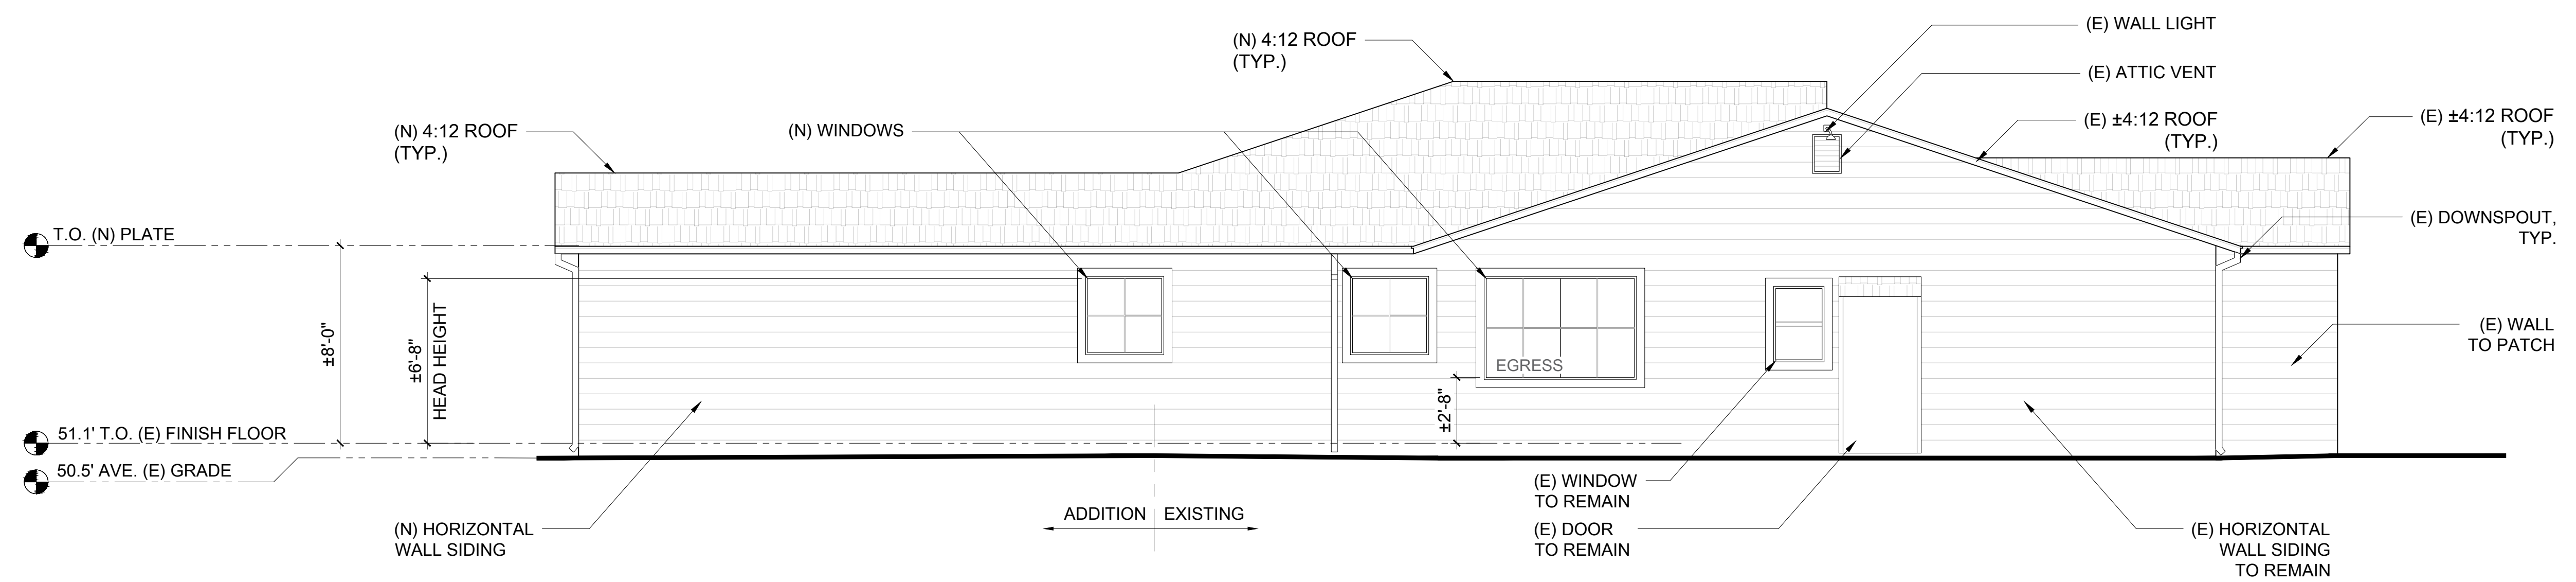 (E) WALL LIGHT
(N) 4:12 ROOF
(TYP.)
(E) ATTIC VENT
(E) ±4:12 ROOF
(TYP.)
(E) ±4:12 ROOF
(TYP.)
(N) 4:12 ROOF
(TYP.)
(N) WINDOWS
(E) DOWNSPOUT,
TYP.
T.O. (N) PLATE
±8'-0"
±6'-8"
HEAD HEIGHT
(E) WALL
TO PATCH
EGRESS
±2'-8"
51.1' T.O. (E) FINISH FLOOR
50.5' AVE. (E) GRADE
(E) WINDOW
TO REMAIN
ADDITION
EXISTING
(N) HORIZONTAL
WALL SIDING
(E) DOOR
TO REMAIN
(E) HORIZONTAL
WALL SIDING
TO REMAIN